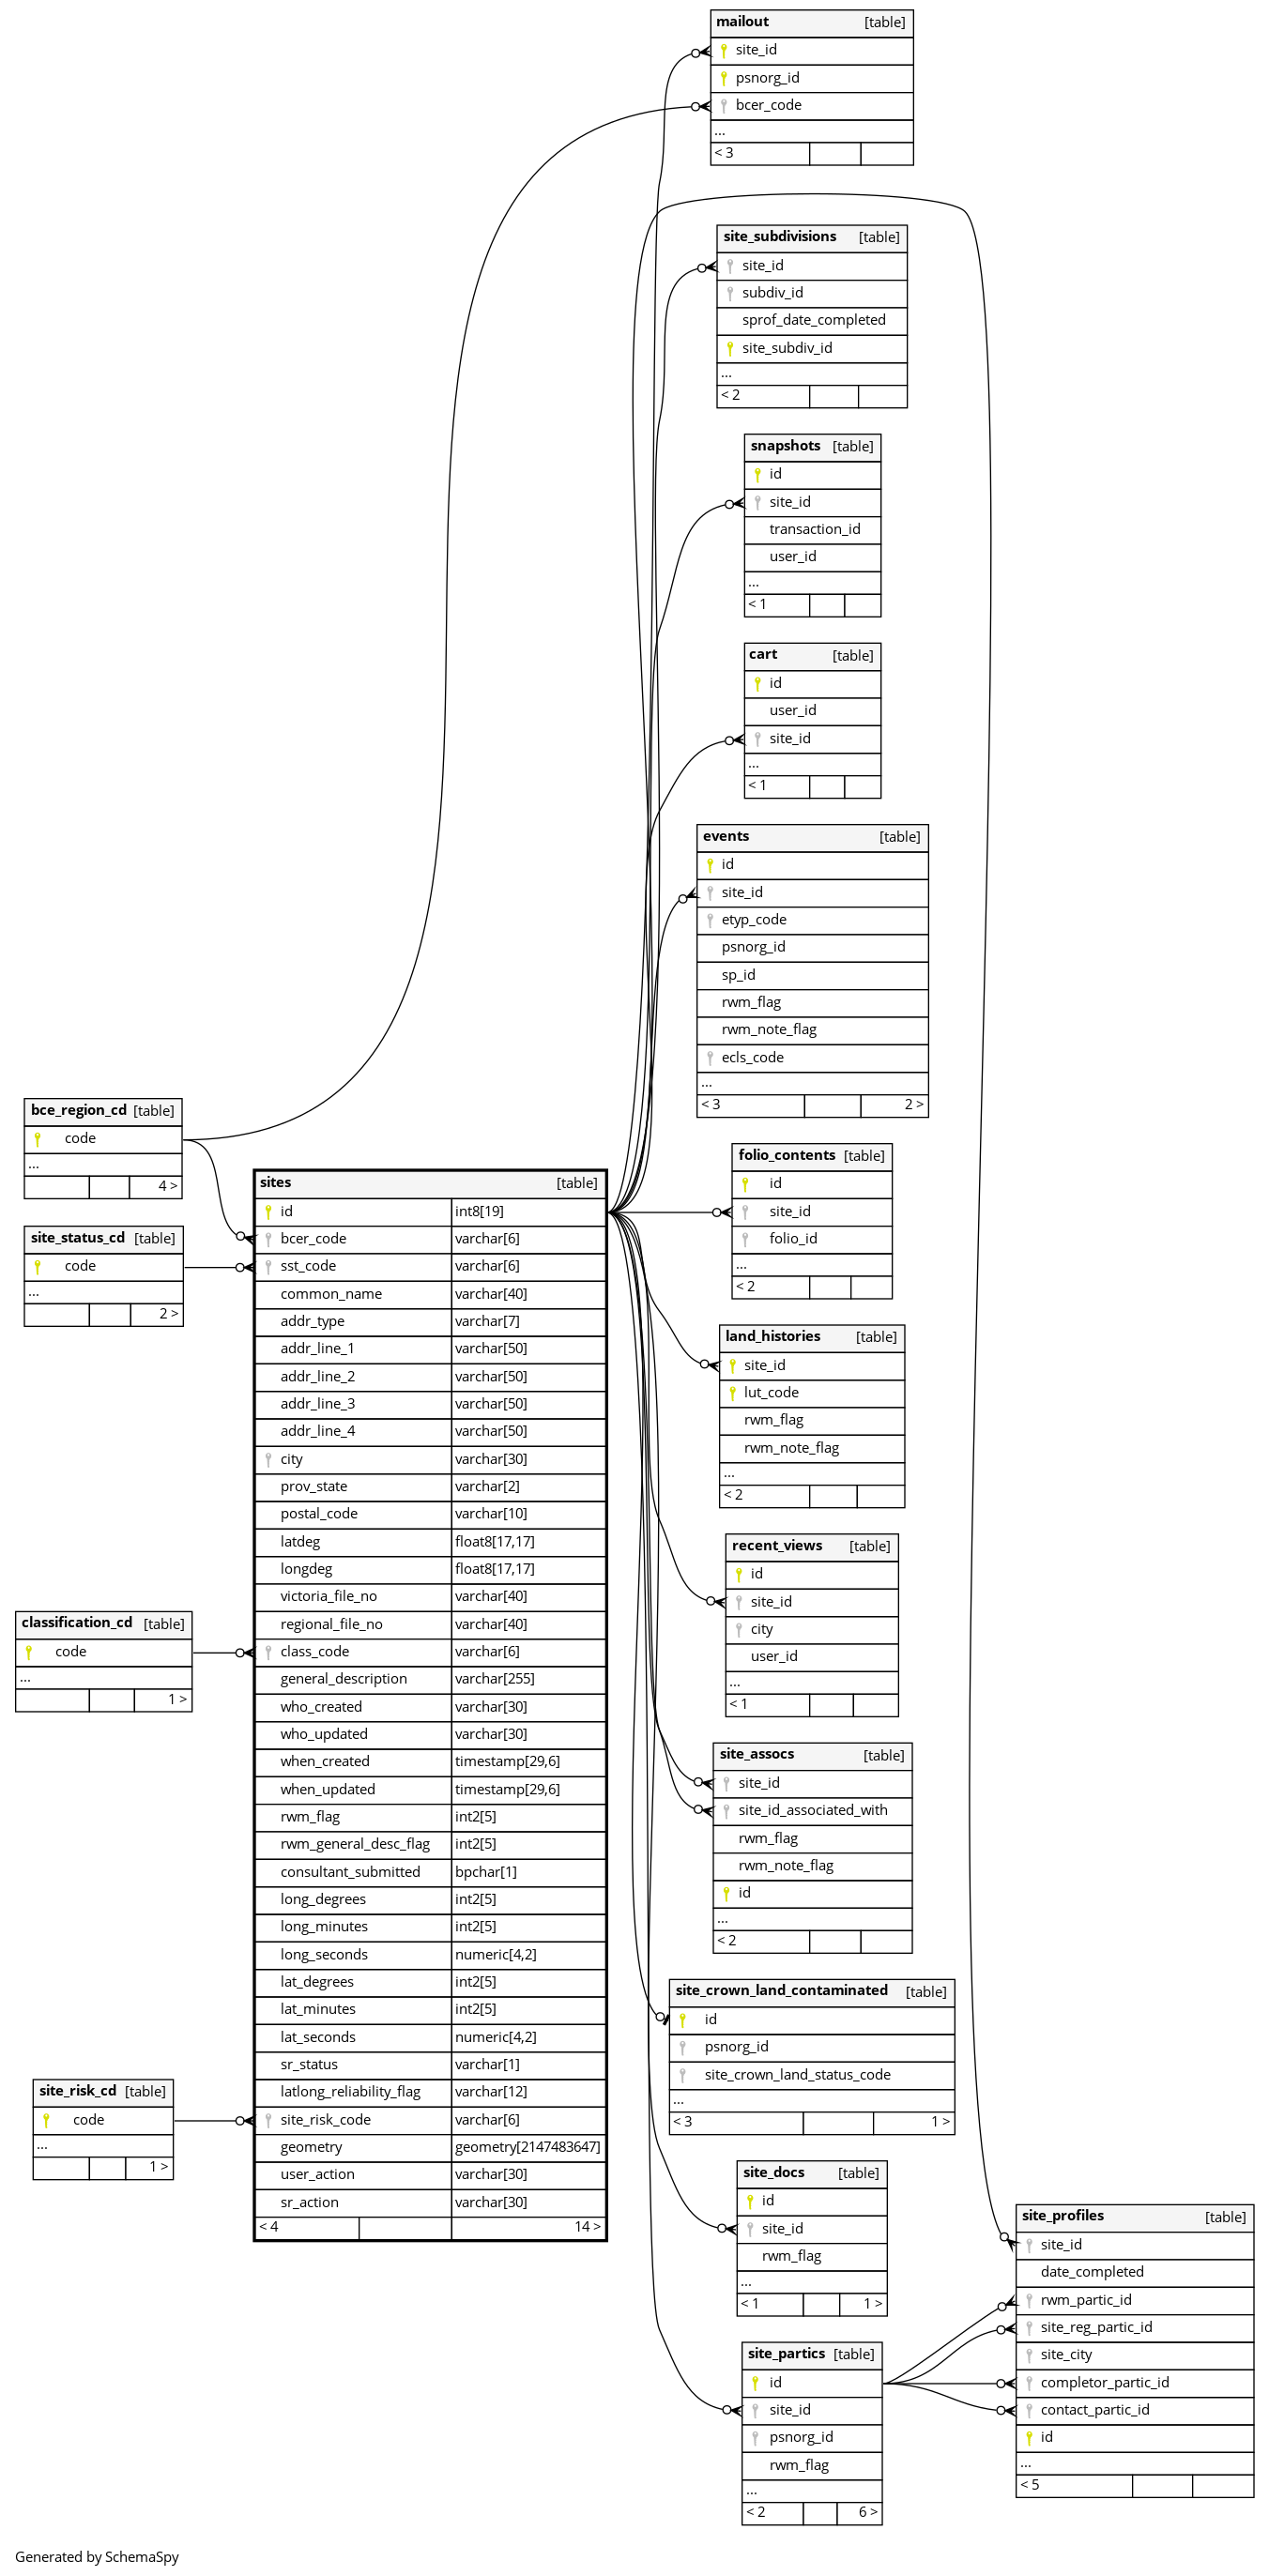 mailout [table]
site_id
psnorg_id
bcer_code
...
< 3
site_subdivisions [table]
site_id
subdiv_id
sprof_date_completed
site_subdiv_id
...
< 2
snapshots [table]
id
site_id
transaction_id
user_id
...
< 1
cart [table]
id
user_id
site_id
...
< 1
events [table]
id
site_id
etyp_code
psnorg_id
sp_id
rwm_flag
rwm_note_flag
ecls_code
...
< 3 2 >
bce_region_cd [table]
code
...
4 >
site_status_cd [table]
code
...
2 >
classification_cd [table]
code
...
1 >
site_risk_cd [table]
code
...
1 >
sites [table]
id int8[19]
bcer_code varchar[6]
sst_code varchar[6]
common_name varchar[40]
addr_type varchar[7]
addr_line_1 varchar[50]
addr_line_2 varchar[50]
addr_line_3 varchar[50]
addr_line_4 varchar[50]
city varchar[30]
prov_state varchar[2]
postal_code varchar[10]
latdeg float8[17,17]
longdeg float8[17,17]
victoria_file_no varchar[40]
regional_file_no varchar[40]
class_code varchar[6]
general_description varchar[255]
who_created varchar[30]
who_updated varchar[30]
when_created timestamp[29,6]
when_updated timestamp[29,6]
rwm_flag int2[5]
rwm_general_desc_flag int2[5]
consultant_submitted bpchar[1]
long_degrees int2[5]
long_minutes int2[5]
long_seconds numeric[4,2]
lat_degrees int2[5]
lat_minutes int2[5]
lat_seconds numeric[4,2]
sr_status varchar[1]
latlong_reliability_flag varchar[12]
site_risk_code varchar[6]
geometry geometry[2147483647]
user_action varchar[30]
sr_action varchar[30]
< 4 14 >
folio_contents [table]
id
site_id
folio_id
...
< 2
land_histories [table]
site_id
lut_code
rwm_flag
rwm_note_flag
...
< 2
recent_views [table]
id
site_id
city
user_id
...
< 1
site_assocs [table]
site_id
site_id_associated_with
rwm_flag
rwm_note_flag
id
...
< 2
site_crown_land_contaminated [table]
id
psnorg_id
site_crown_land_status_code
...
< 3 1 >
site_docs [table]
id
site_id
rwm_flag
...
< 1 1 >
site_partics [table]
id
site_id
psnorg_id
rwm_flag
...
< 2 6 >
site_profiles [table]
site_id
date_completed
rwm_partic_id
site_reg_partic_id
site_city
completor_partic_id
contact_partic_id
id
...
< 5
Generated by SchemaSpy